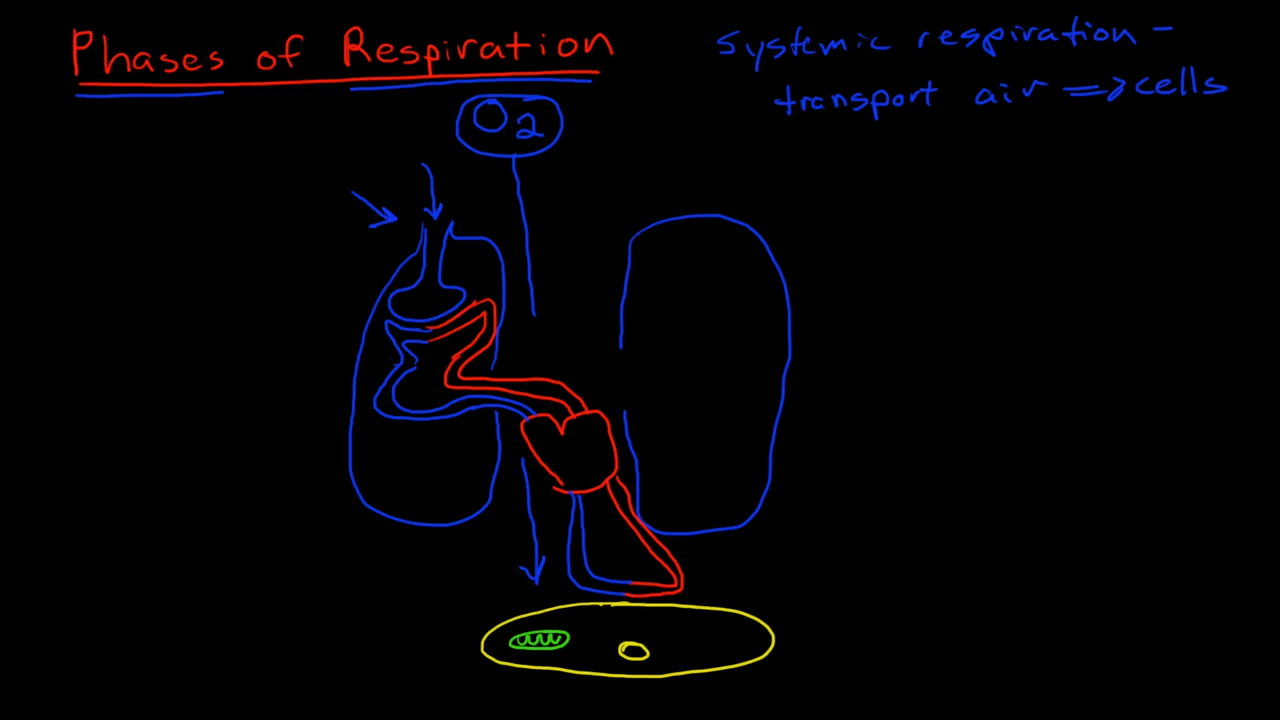 Phases of Respiration
Systemic respiration -
transport air => cells
O2